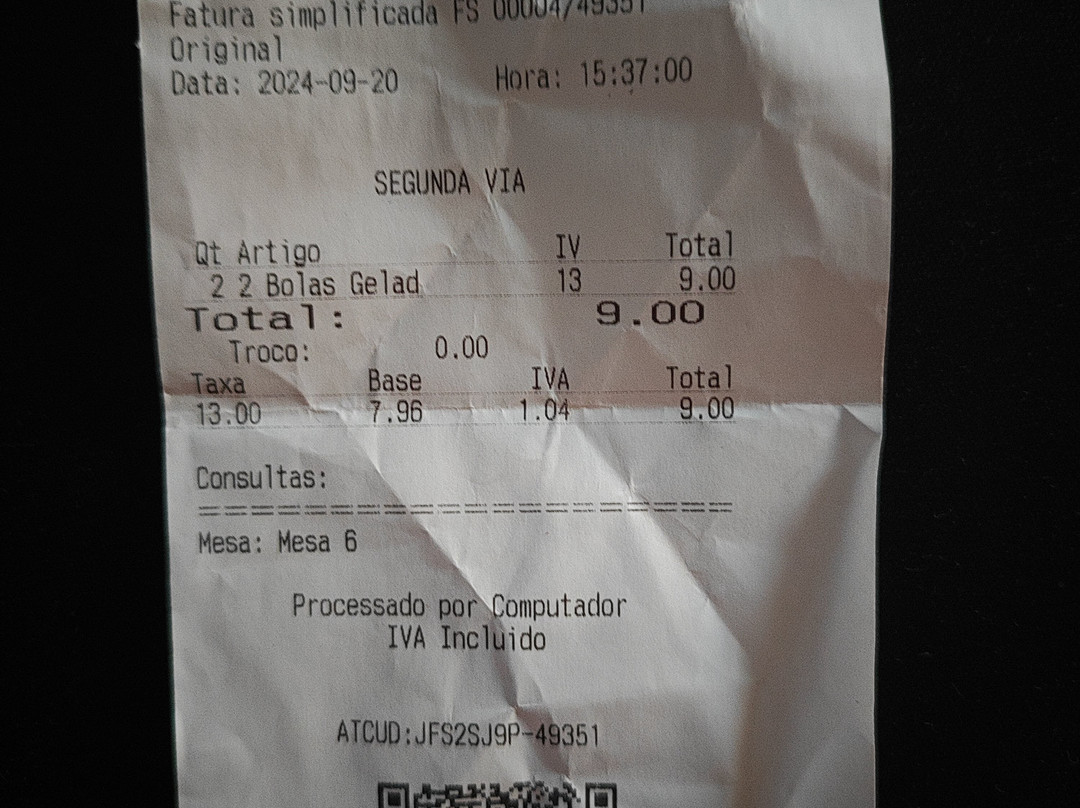 Fatura simplificada FS 00004/49351
Original
Data: 2024-09-20 Hora: 15:37:00
SEGUNDA VIA
Qt Artigo IV Total
2 2 Bolas Gelad 13 9.00
Total: 9.00
Troco: 0.00
Taxa Base IVA Total
13.00 7.96 1.04 9.00
Consultas:
========================================
Mesa: Mesa 6
Processado por Computador
IVA Incluido
ATCUD:JFS2SJ9P-49351